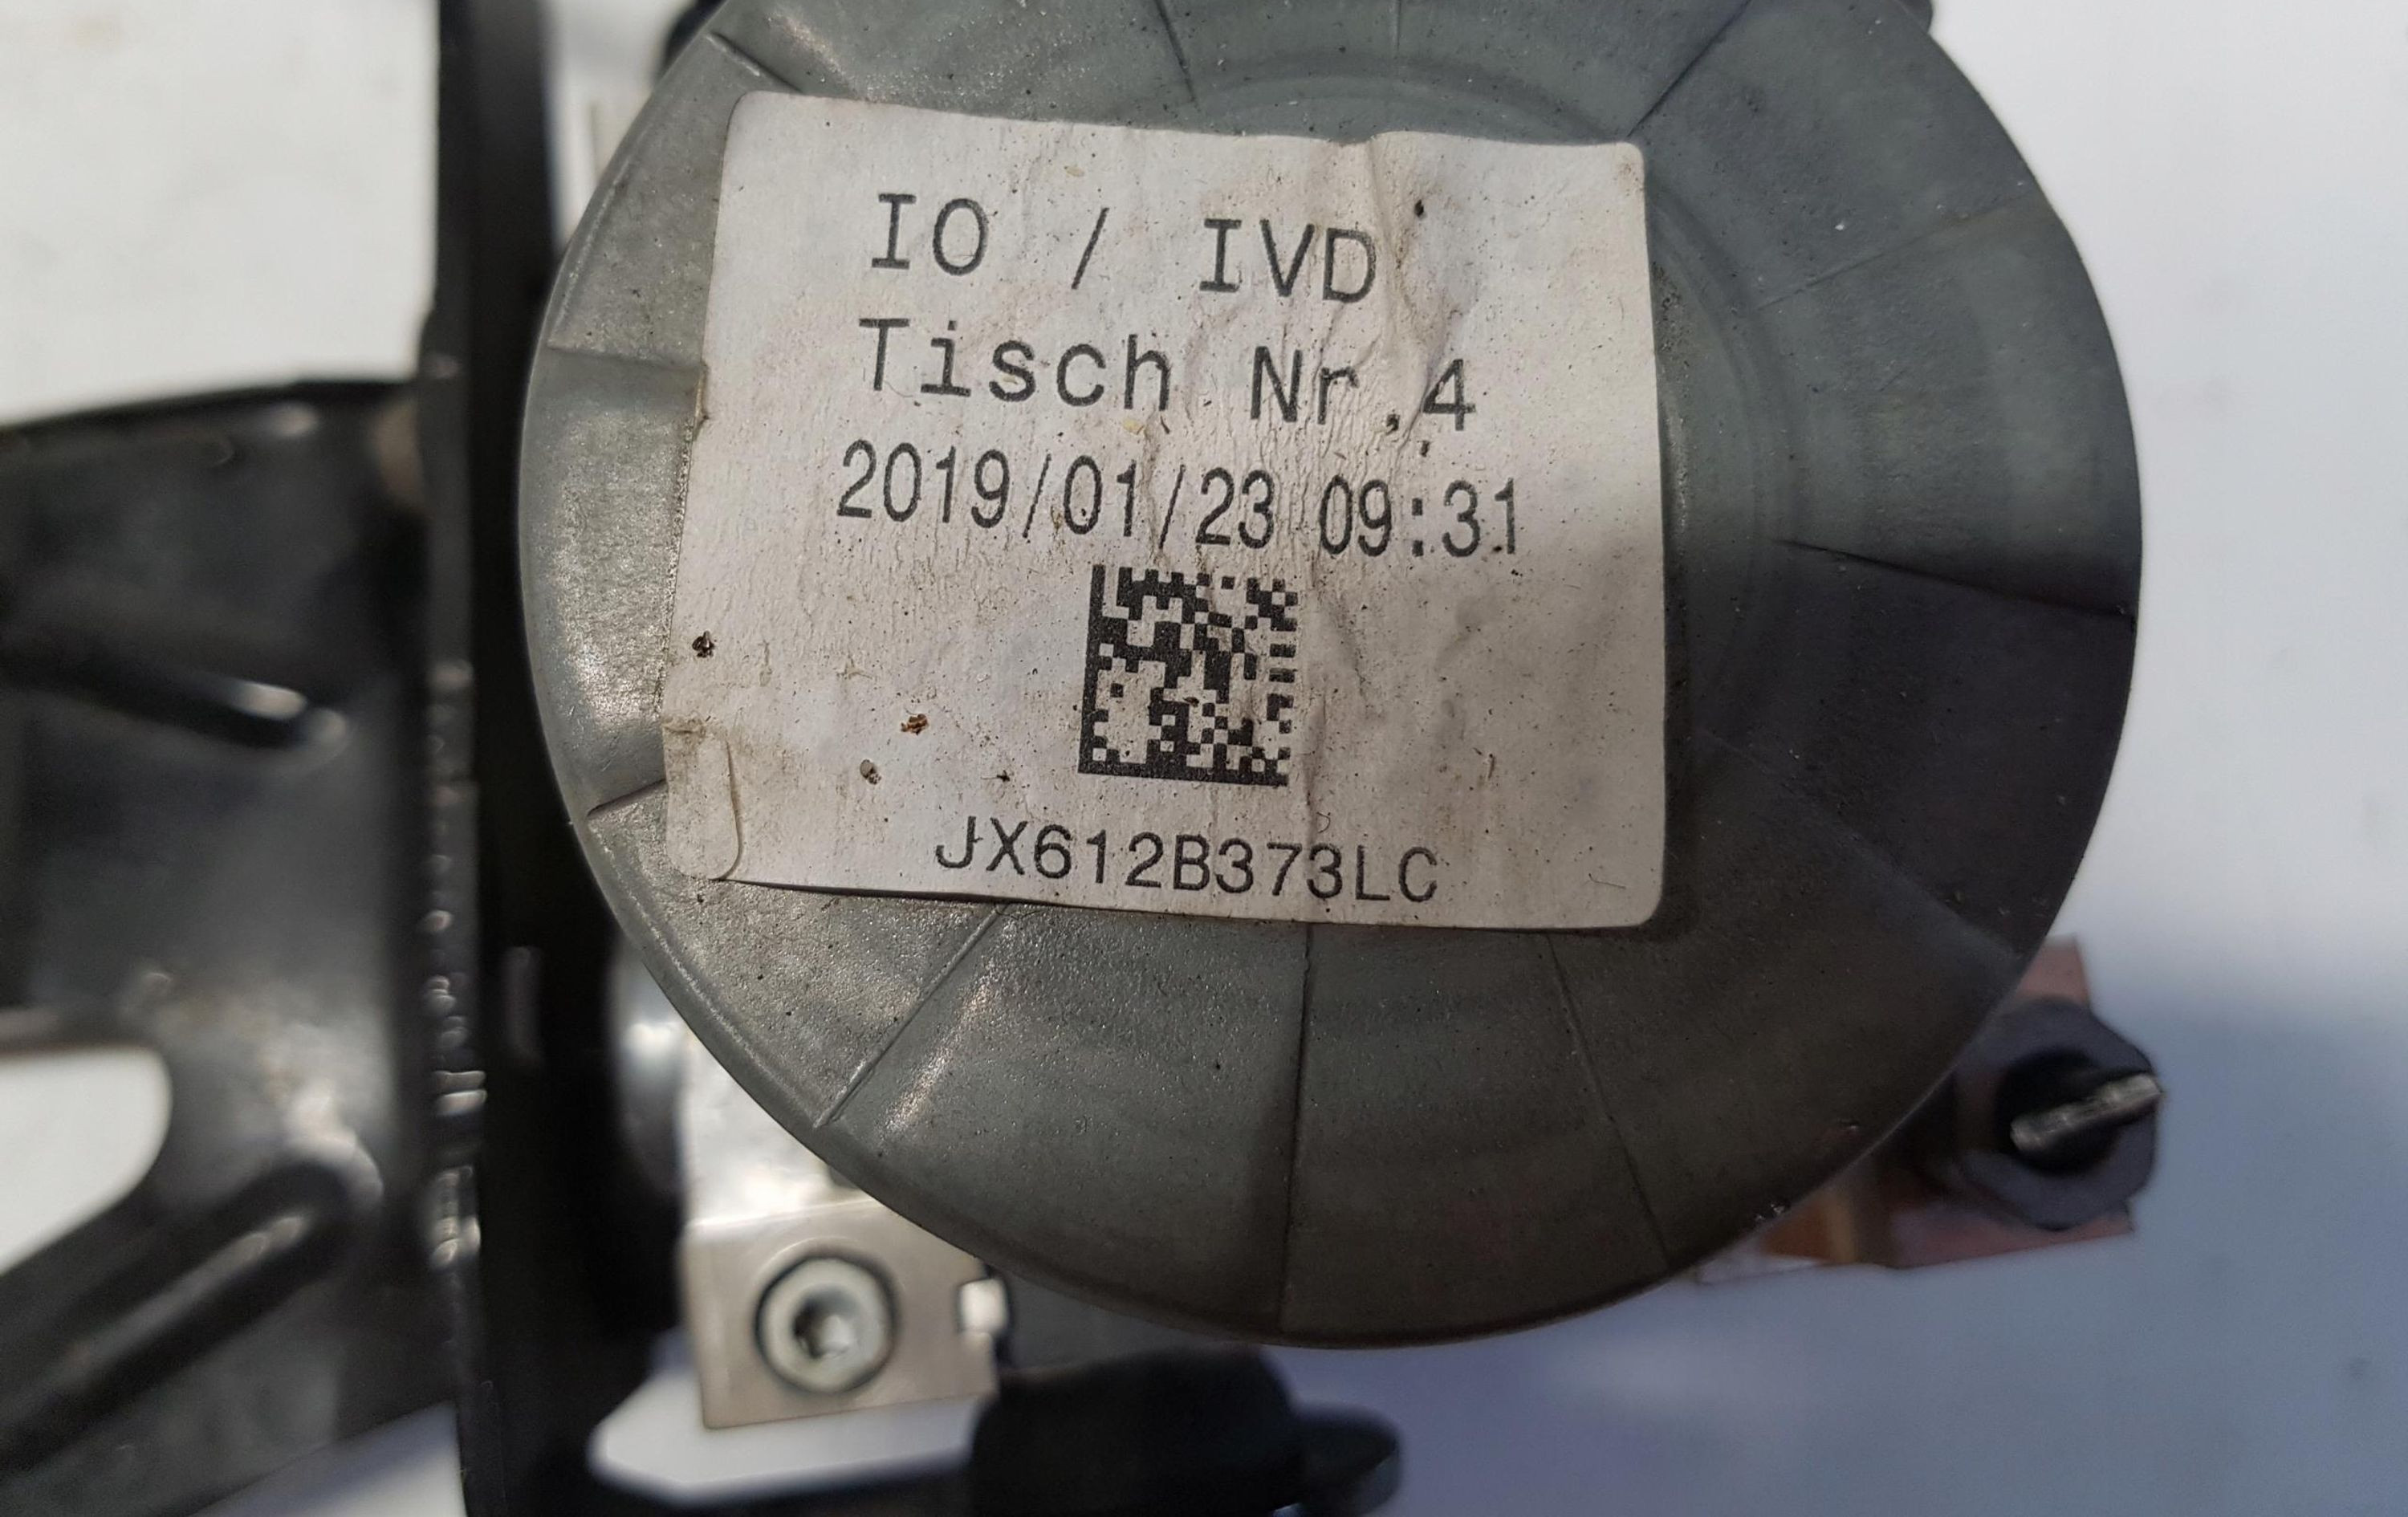 IO / IVD
Tisch Nr.4
2019/01/23 09:31
JX612B373LC